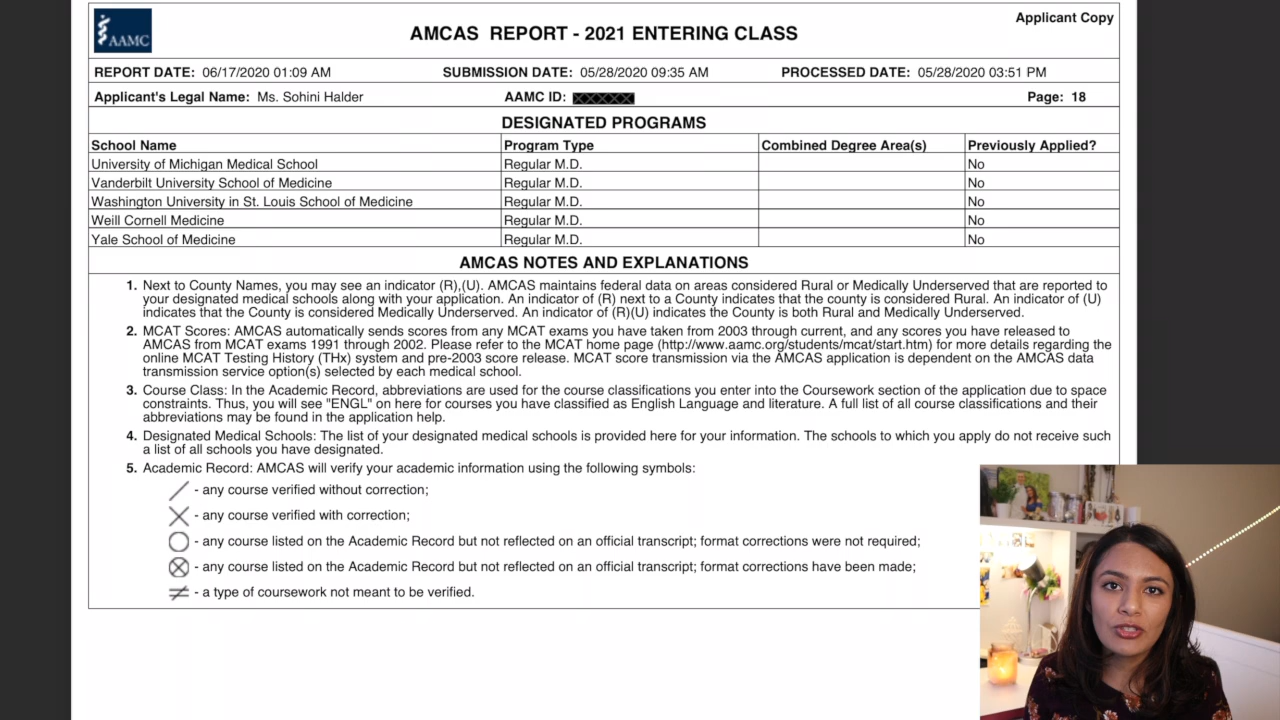 AAMC
Applicant Copy
AMCAS REPORT - 2021 ENTERING CLASS
REPORT DATE: 06/17/2020 01:09 AM SUBMISSION DATE: 05/28/2020 09:35 AM PROCESSED DATE: 05/28/2020 03:51 PM
Applicant's Legal Name: Ms. Sohini Halder AAMC ID: Page: 18
DESIGNATED PROGRAMS
School Name Program Type Combined Degree Area(s) Previously Applied?
University of Michigan Medical School Regular M.D. No
Vanderbilt University School of Medicine Regular M.D. No
Washington University in St. Louis School of Medicine Regular M.D. No
Weill Cornell Medicine Regular M.D. No
Yale School of Medicine Regular M.D. No
AMCAS NOTES AND EXPLANATIONS
1. Next to County Names, you may see an indicator (R),(U). AMCAS maintains federal data on areas considered Rural or Medically Underserved that are reported to
your designated medical schools along with your application. An indicator of (R) next to a County indicates that the county is considered Rural. An indicator of (U)
indicates that the County is considered Medically Underserved. An indicator of (R)(U) indicates the County is both Rural and Medically Underserved.
2. MCAT Scores: AMCAS automatically sends scores from any MCAT exams you have taken from 2003 through current, and any scores you have released to
AMCAS from MCAT exams 1991 through 2002. Please refer to the MCAT home page (http://www.aamc.org/students/mcat/start.htm) for more details regarding the
online MCAT Testing History (THx) system and pre-2003 score release. MCAT score transmission via the AMCAS application is dependent on the AMCAS data
transmission service option(s) selected by each medical school.
3. Course Class: In the Academic Record, abbreviations are used for the course classifications you enter into the Coursework section of the application due to space
constraints. Thus, you will see "ENGL" on here for courses you have classified as English Language and literature. A full list of all course classifications and their
abbreviations may be found in the application help.
4. Designated Medical Schools: The list of your designated medical schools is provided here for your information. The schools to which you apply do not receive such
a list of all schools you have designated.
5. Academic Record: AMCAS will verify your academic information using the following symbols:
- any course verified without correction;
- any course verified with correction;
- any course listed on the Academic Record but not reflected on an official transcript; format corrections were not required;
- any course listed on the Academic Record but not reflected on an official transcript; format corrections have been made;
- a type of coursework not meant to be verified.